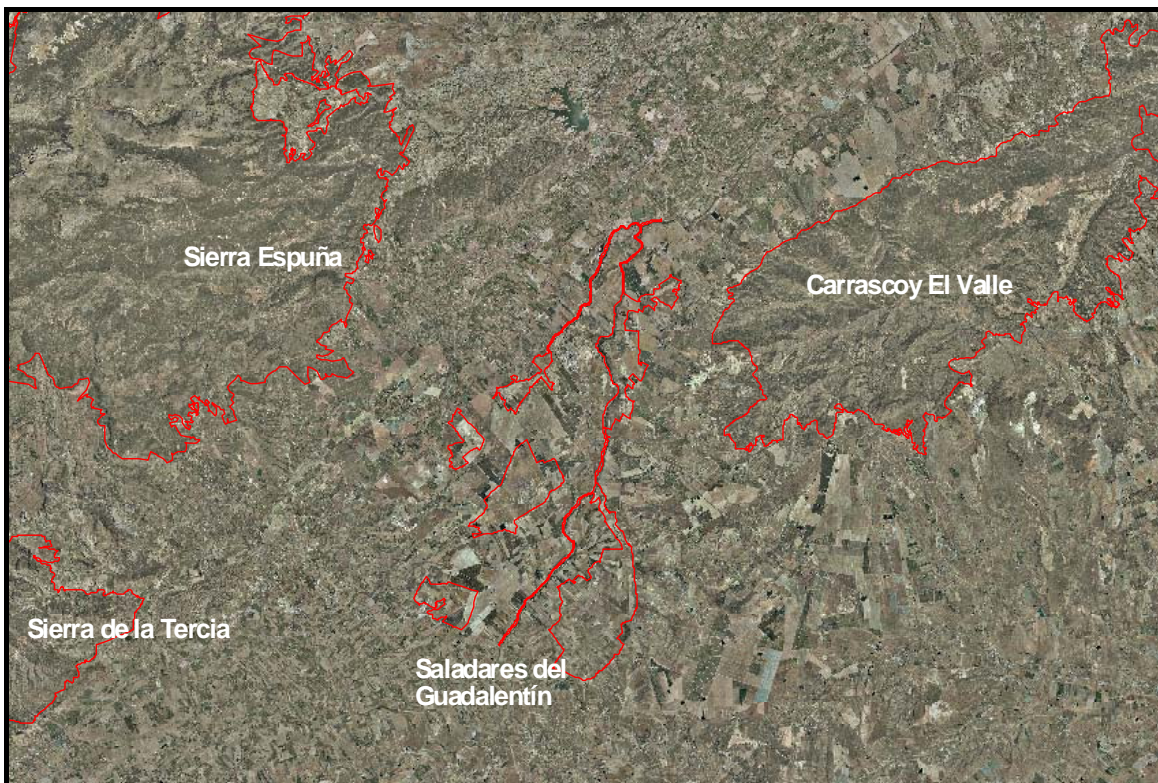 Sierra Espuña
Carrascoy El Valle
Sierra de la Tercia
Saladares del
Guadalentín